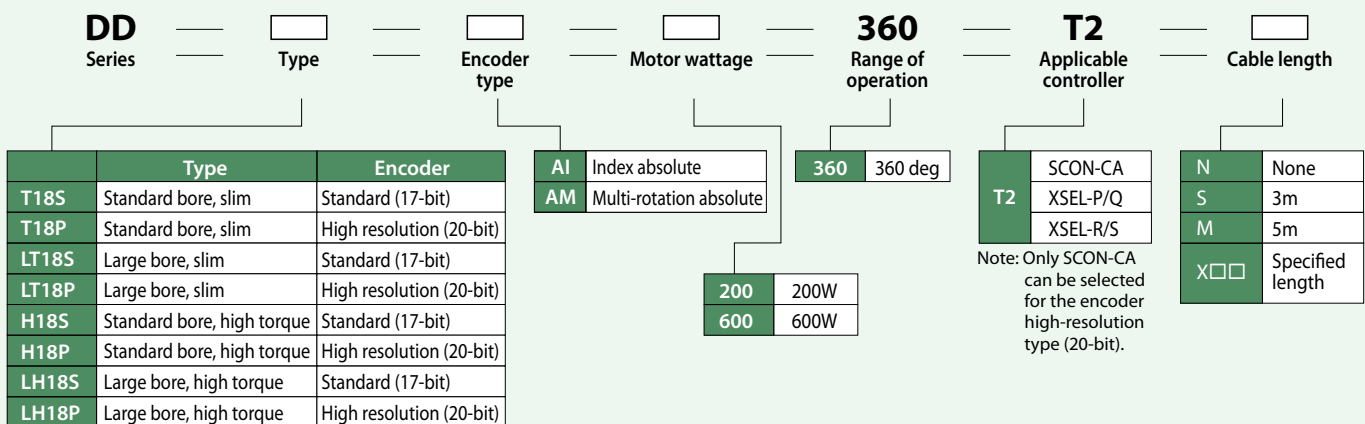 DD — □ — □ — □ — 360 — T2 — □
Series — Type — Encoder type — Motor wattage — Range of operation — Applicable controller — Cable length
Type Encoder
T18S Standard bore, slim Standard (17-bit)
T18P Standard bore, slim High resolution (20-bit)
LT18S Large bore, slim Standard (17-bit)
LT18P Large bore, slim High resolution (20-bit)
H18S Standard bore, high torque Standard (17-bit)
H18P Standard bore, high torque High resolution (20-bit)
LH18S Large bore, high torque Standard (17-bit)
LH18P Large bore, high torque High resolution (20-bit)
AI Index absolute
AM Multi-rotation absolute
200 200W
600 600W
360 360 deg
T2 SCON-CA
XSEL-P/Q
XSEL-R/S
Note: Only SCON-CA
can be selected
for the encoder
high-resolution
type (20-bit).
N None
S 3m
M 5m
X□□ Specified
length